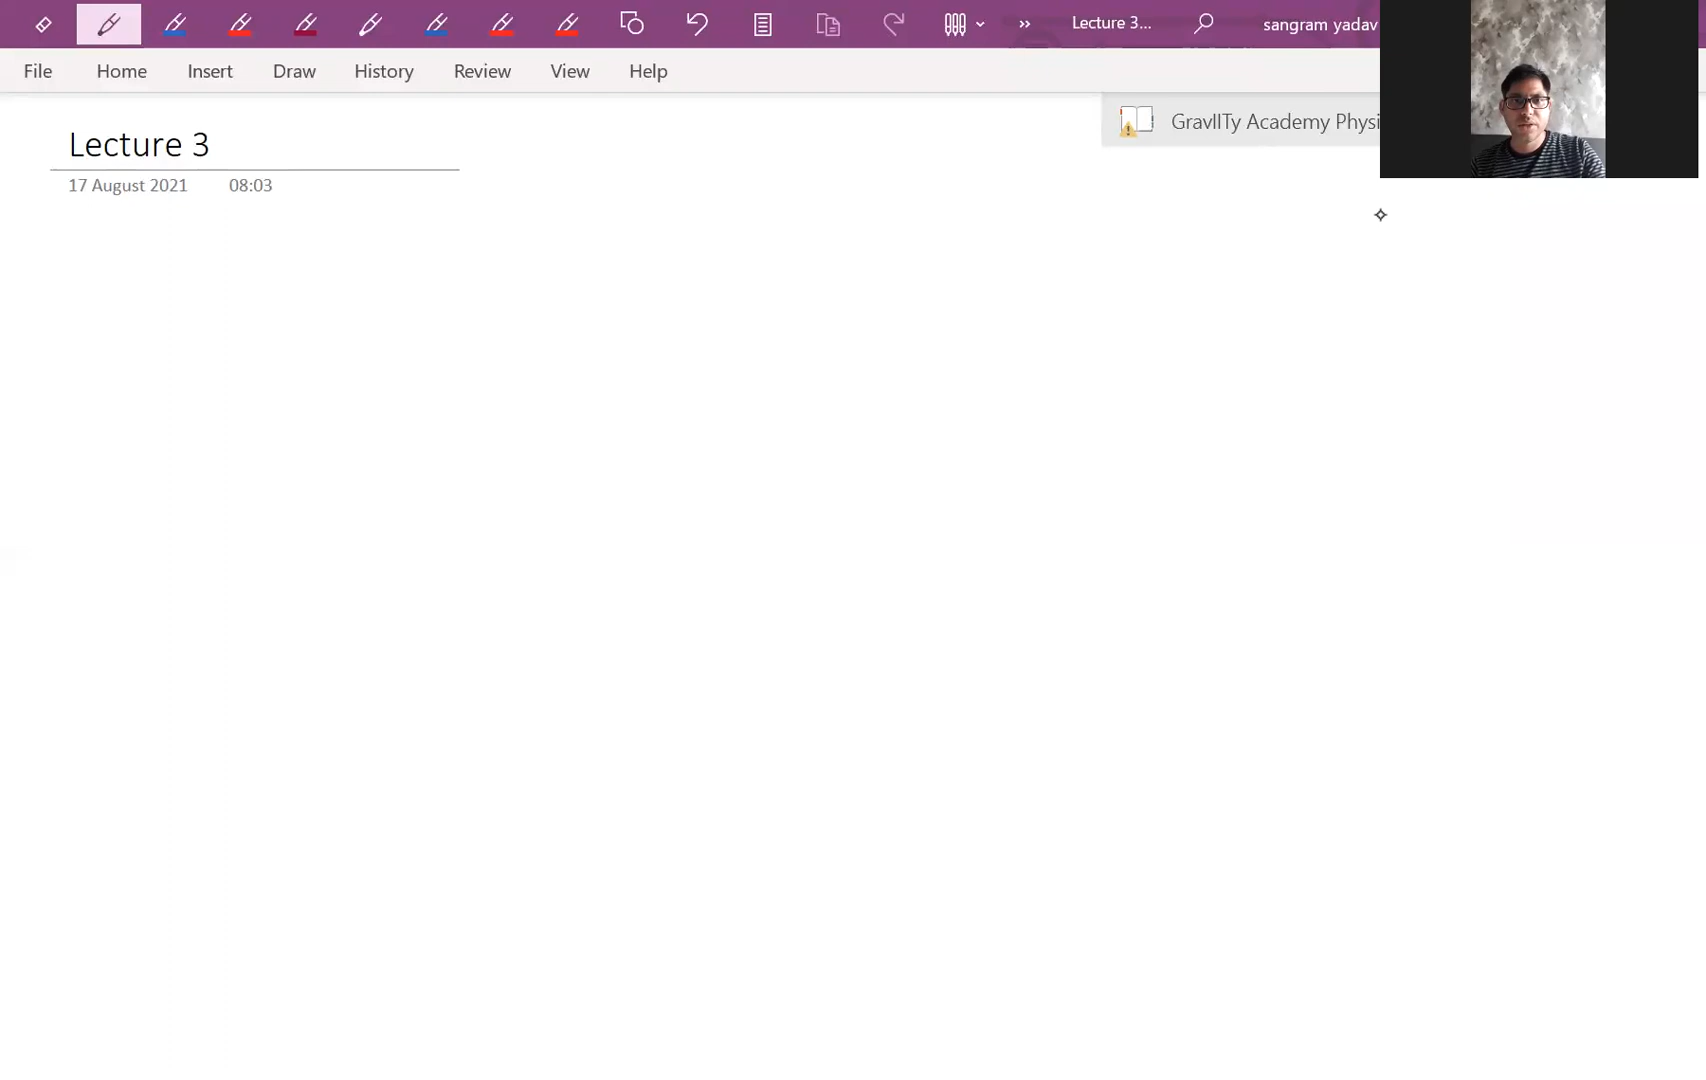 Lecture 3... sangram yadav
File Home Insert Draw History Review View Help
GravIITy Academy Physi
Lecture 3
17 August 2021 08:03